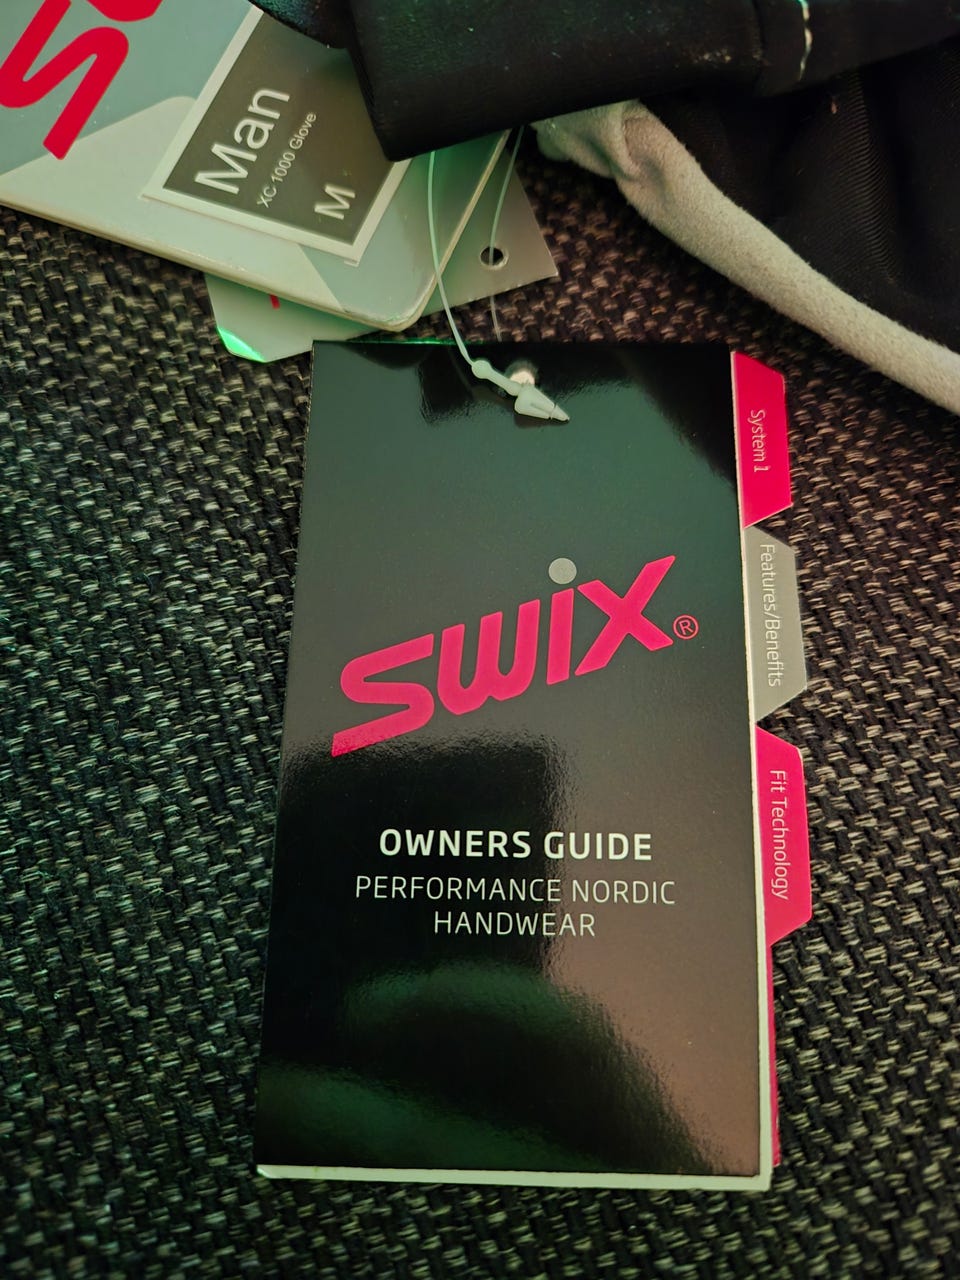 Man
XC 1000 Glove
M
System 1
Features/Benefits
Fit Technology
swix®
OWNERS GUIDE
PERFORMANCE NORDIC
HANDWEAR